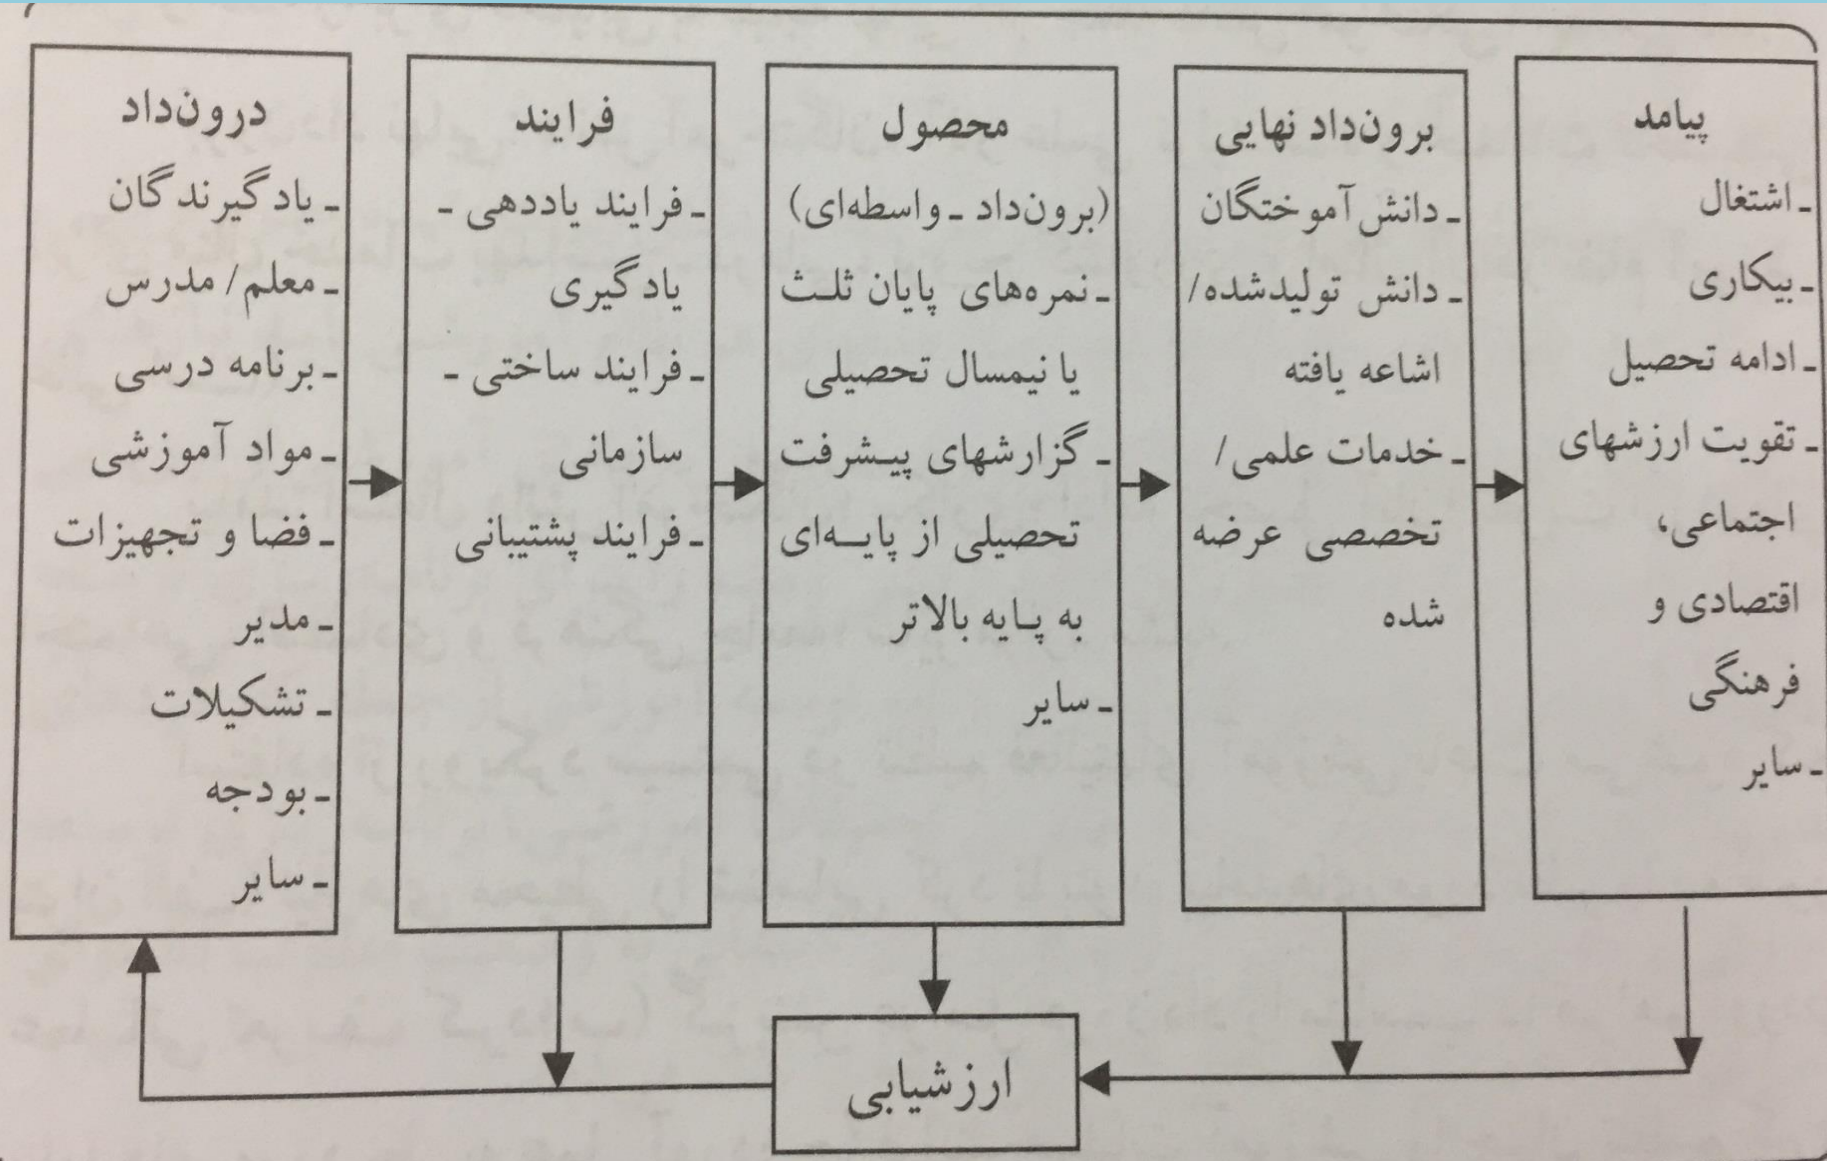 درون‌داد
ـ یادگیرندگان
ـ معلم/ مدرس
ـ برنامه درسی
ـ مواد آموزشی
ـ فضا و تجهیزات
ـ مدیر
ـ تشکیلات
ـ بودجه
ـ سایر
فرایند
ـ فرایند یاددهی ـ
یادگیری
ـ فرایند ساختی ـ
سازمانی
ـ فرایند پشتیبانی
محصول
(برون‌داد ـ واسطه‌ای)
ـ نمره‌های پایان ثلث
یا نیمسال تحصیلی
ـ گزارشهای پیشرفت
تحصیلی از پایه‌ای
به پایه بالاتر
ـ سایر
برون‌داد نهایی
ـ دانش آموختگان
ـ دانش تولیدشده/
اشاعه یافته
ـ خدمات علمی/
تخصصی عرضه
شده
پیامد
ـ اشتغال
ـ بیکاری
ـ ادامه تحصیل
ـ تقویت ارزشهای
اجتماعی،
اقتصادی و
فرهنگی
ـ سایر
ارزشیابی